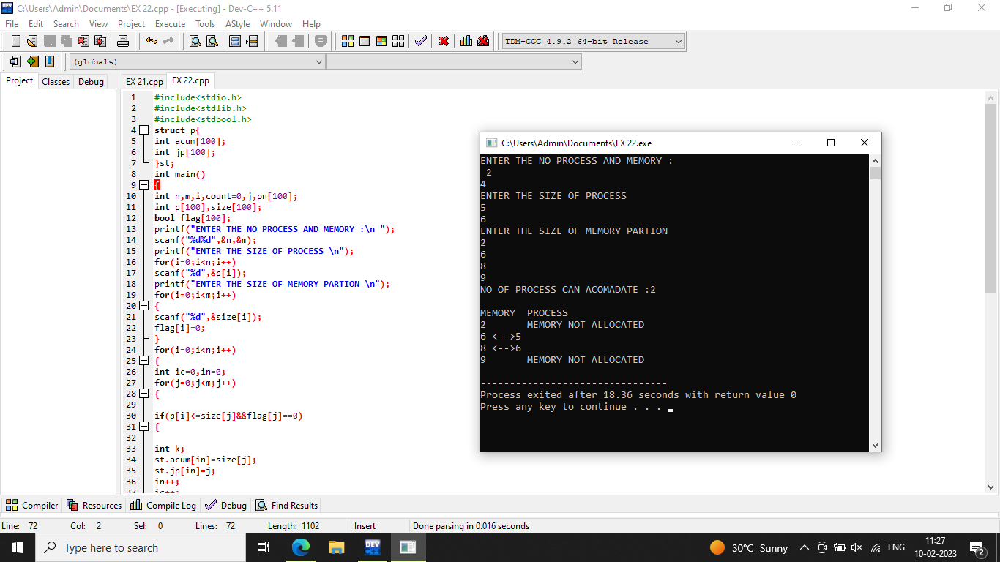 C:\Users\Admin\Documents\EX 22.cpp - [Executing] - Dev-C++ 5.11
File Edit Search View Project Execute Tools AStyle Window Help
TDM-GCC 4.9.2 64-bit Release
(globals)
Project Classes Debug EX 21.cpp EX 22.cpp
1 #include<stdio.h>
2 #include<stdlib.h>
3 #include<stdbool.h>
4 struct p{
5 int acum[100];
6 int jp[100];
7 }st;
8 int main()
9 {
10 int n,m,i,count=0,j,pn[100];
11 int p[100],size[100];
12 bool flag[100];
13 printf("ENTER THE NO PROCESS AND MEMORY :\n ");
14 scanf("%d%d",&n,&m);
15 printf("ENTER THE SIZE OF PROCESS \n");
16 for(i=0;i<n;i++)
17 scanf("%d",&p[i]);
18 printf("ENTER THE SIZE OF MEMORY PARTION \n");
19 for(i=0;i<m;i++)
20 {
21 scanf("%d",&size[i]);
22 flag[i]=0;
23 }
24 for(i=0;i<n;i++)
25 {
26 int ic=0,in=0;
27 for(j=0;j<m;j++)
28 {
29
30 if(p[i]<=size[j]&&flag[j]==0)
31 {
32
33 int k;
34 st.acum[in]=size[j];
35 st.jp[in]=j;
36 in++;
37 ic++;
C:\Users\Admin\Documents\EX 22.exe
ENTER THE NO PROCESS AND MEMORY :
2
4
ENTER THE SIZE OF PROCESS
5
6
ENTER THE SIZE OF MEMORY PARTION
2
6
8
9
NO OF PROCESS CAN ACOMADATE :2
MEMORY PROCESS
2 MEMORY NOT ALLOCATED
6 <-->5
8 <-->6
9 MEMORY NOT ALLOCATED
--------------------------------
Process exited after 18.36 seconds with return value 0
Press any key to continue . . .
Compiler Resources Compile Log Debug Find Results
Line: 72 Col: 2 Sel: 0 Lines: 72 Length: 1102 Insert Done parsing in 0.016 seconds
Type here to search
DEV
30°C Sunny
ENG
11:27
10-02-2023
2